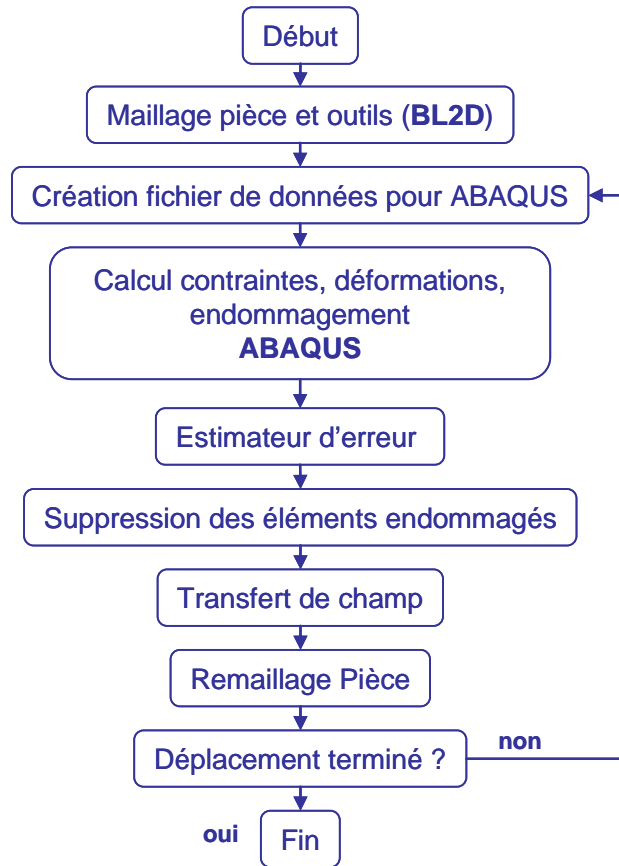 Début
Maillage pièce et outils (BL2D)
Création fichier de données pour ABAQUS
Calcul contraintes, déformations,
endommagement
ABAQUS
Estimateur d'erreur
Suppression des éléments endommagés
Transfert de champ
Remaillage Pièce
Déplacement terminé ?
non
oui
Fin